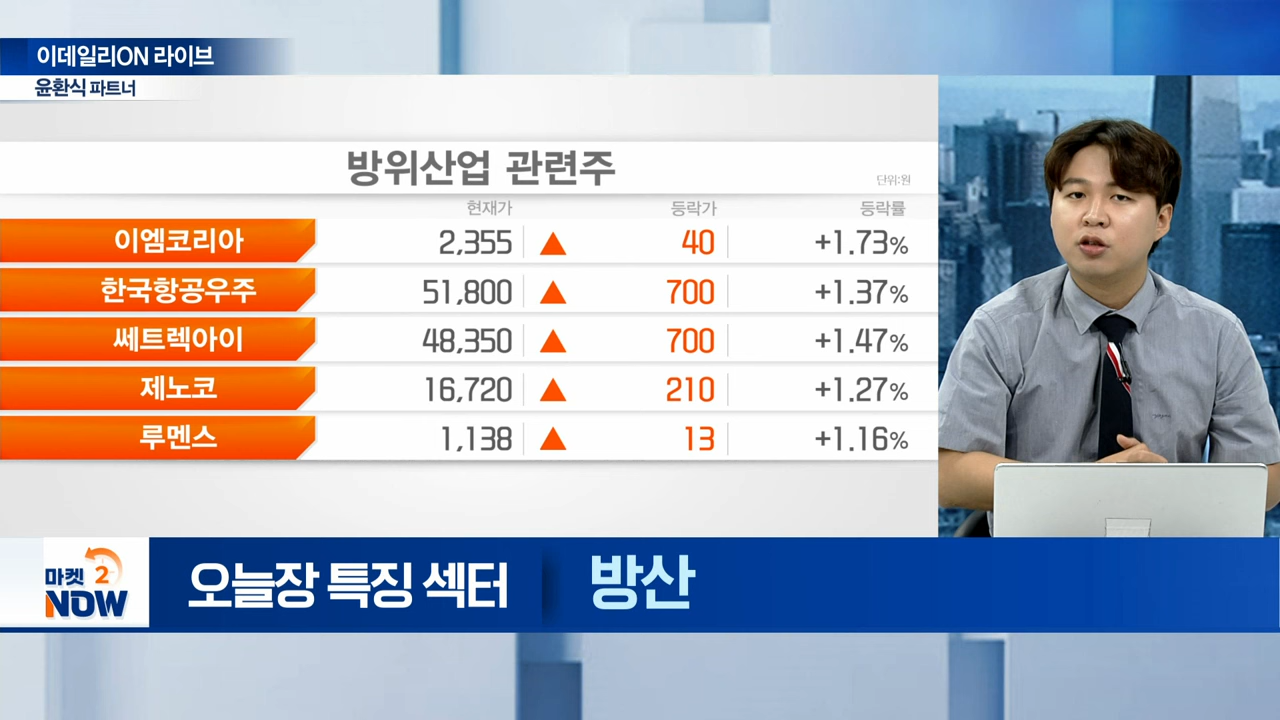 이데일리ON 라이브
윤환식 파트너
방위산업 관련주
단위:원
현재가 등락가 등락률
이엠코리아 2,355 ▲ 40 +1.73%
한국항공우주 51,800 ▲ 700 +1.37%
쎄트렉아이 48,350 ▲ 700 +1.47%
제노코 16,720 ▲ 210 +1.27%
루멘스 1,138 ▲ 13 +1.16%
마켓 2
NOW
오늘장 특징 섹터 방산